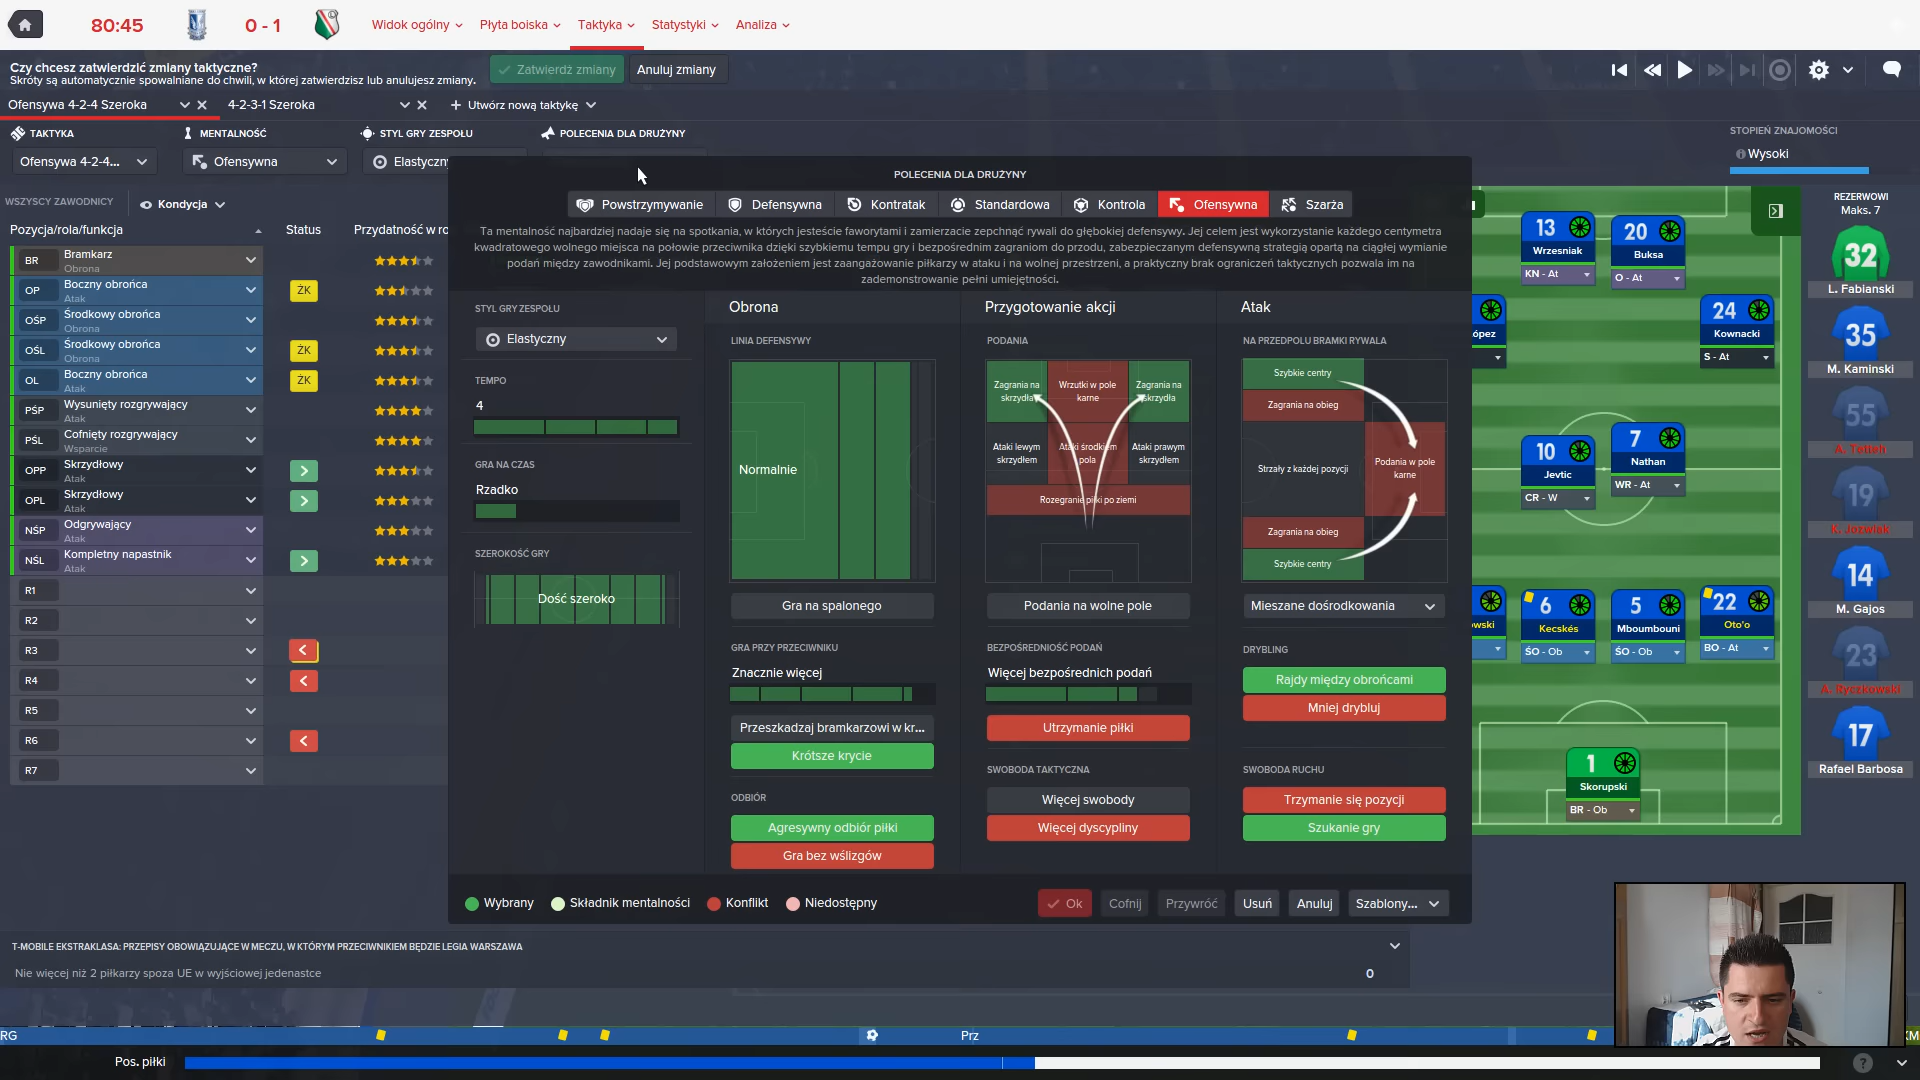 80:45
0 - 1
Widok ogólny
Płyta boiska
Taktyka
Statystyki
Analiza
Czy chcesz zatwierdzić zmiany taktyczne?
Skróty są automatycznie spowalniane do chwili, w której zatwierdzisz lub anulujesz zmiany.
Zatwierdź zmiany
Anuluj zmiany
Ofensywa 4-2-4 Szeroka
4-2-3-1 Szeroka
Utwórz nową taktykę
TAKTYKA
MENTALNOŚĆ
STYL GRY ZESPOŁU
POLECENIA DLA DRUŻYNY
STOPIEŃ ZNAJOMOŚCI
Ofensywa 4-2-4...
Ofensywna
Elastyczny
Wysoki
WSZYSCY ZAWODNICY
Kondycja
Pozycja/rola/funkcja
Status
Przydatność w ro
BR Bramkarz
Obrona
OP Boczny obrońca
Atak
ŻK
OŚP Środkowy obrońca
Obrona
OŚL Środkowy obrońca
Obrona
ŻK
OL Boczny obrońca
Atak
ŻK
PŚP Wysunięty rozgrywający
Atak
PŚL Cofnięty rozgrywający
Wsparcie
OPP Skrzydłowy
Atak
OPL Skrzydłowy
Atak
NŚP Odgrywający
Atak
NŚL Kompletny napastnik
Atak
R1
R2
R3
R4
R5
R6
R7
POLECENIA DLA DRUŻYNY
Powstrzymywanie
Defensywna
Kontratak
Standardowa
Kontrola
Ofensywna
Szarża
Ta mentalność najbardziej nadaje się na spotkania, w których jesteście faworytami i zamierzacie zepchnąć rywali do głębokiej defensywy. Jej celem jest wykorzystanie każdego centymetra
kwadratowego wolnego miejsca na połowie przeciwnika dzięki szybkiemu tempu gry i bezpośrednim zagraniom do przodu, zabezpieczanym defensywną strategią opartą na ciągłej wymianie
podań między zawodnikami. Jej podstawowym założeniem jest zaangażowanie piłkarzy w ataku i na wolnej przestrzeni, a praktyczny brak ograniczeń taktycznych pozwala im na
zademonstrowanie pełni umiejętności.
STYL GRY ZESPOŁU
Elastyczny
TEMPO
4
GRA NA CZAS
Rzadko
SZEROKOŚĆ GRY
Dość szeroko
Obrona
LINIA DEFENSYWY
Normalnie
Gra na spalonego
GRA PRZY PRZECIWNIKU
Znacznie więcej
Przeszkadzaj bramkarzowi w kr...
Krótsze krycie
ODBIÓR
Agresywny odbiór piłki
Gra bez wślizgów
Przygotowanie akcji
PODANIA
Zagrania na skrzydła
Wrzutki w pole karne
Zagrania na skrzydła
Ataki lewym skrzydłem
Ataki środkiem pola
Ataki prawym skrzydłem
Rozegranie piłki po ziemi
Podania na wolne pole
BEZPOŚREDNIOŚĆ PODAŃ
Więcej bezpośrednich podań
Utrzymanie piłki
SWOBODA TAKTYCZNA
Więcej swobody
Więcej dyscypliny
Atak
NA PRZEDPOLU BRAMKI RYWALA
Szybkie centry
Zagrania na obieg
Strzały z każdej pozycji
Podania w pole karne
Zagrania na obieg
Szybkie centry
Mieszane dośrodkowania
DRYBLING
Rajdy między obrońcami
Mniej drybluj
SWOBODA RUCHU
Trzymanie się pozycji
Szukanie gry
Wybrany
Składnik mentalności
Konflikt
Niedostępny
Ok
Cofnij
Przywróć
Usuń
Anuluj
Szablony...
13
Wrzesniak
KN - At
20
Buksa
O - At
ópez
24
Kownacki
S - At
10
Jevtic
CR - W
7
Nathan
WR - At
wski
6
Kecskés
ŚO - Ob
5
Mboumbouni
ŚO - Ob
22
Oto'o
BO - At
1
Skorupski
BR - Ob
REZERWOWI
Maks. 7
32
L. Fabianski
35
M. Kaminski
55
A. Tetteh
19
K. Jozwiak
14
M. Gajos
23
A. Ryczkowski
17
Rafael Barbosa
T-MOBILE EKSTRAKLASA: PRZEPISY OBOWIĄZUJĄCE W MECZU, W KTÓRYM PRZECIWNIKIEM BĘDZIE LEGIA WARSZAWA
Nie więcej niż 2 piłkarzy spoza UE w wyjściowej jedenastce
0
RG
Prz
KM
Pos. piłki
?